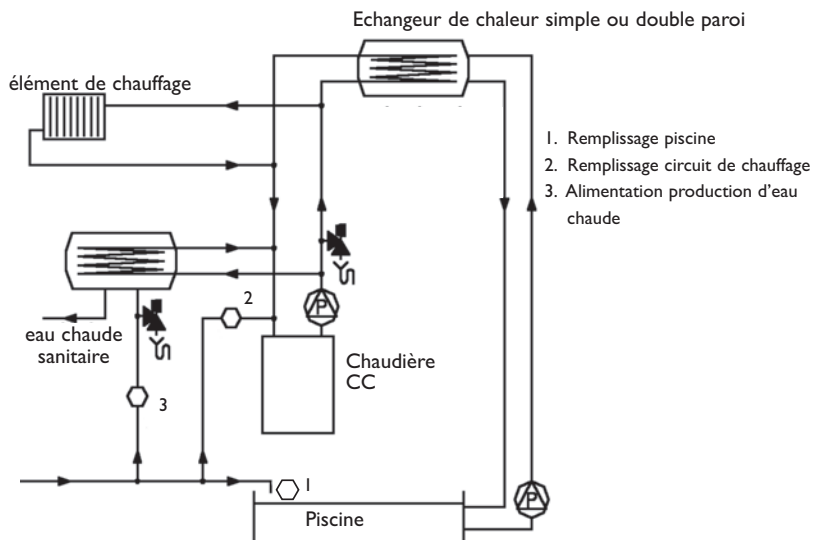 Echangeur de chaleur simple ou double paroi
élément de chauffage
1. Remplissage piscine
2. Remplissage circuit de chauffage
3. Alimentation production d'eau
chaude
2
P
eau chaude
sanitaire
Chaudière
CC
3
1
P
Piscine